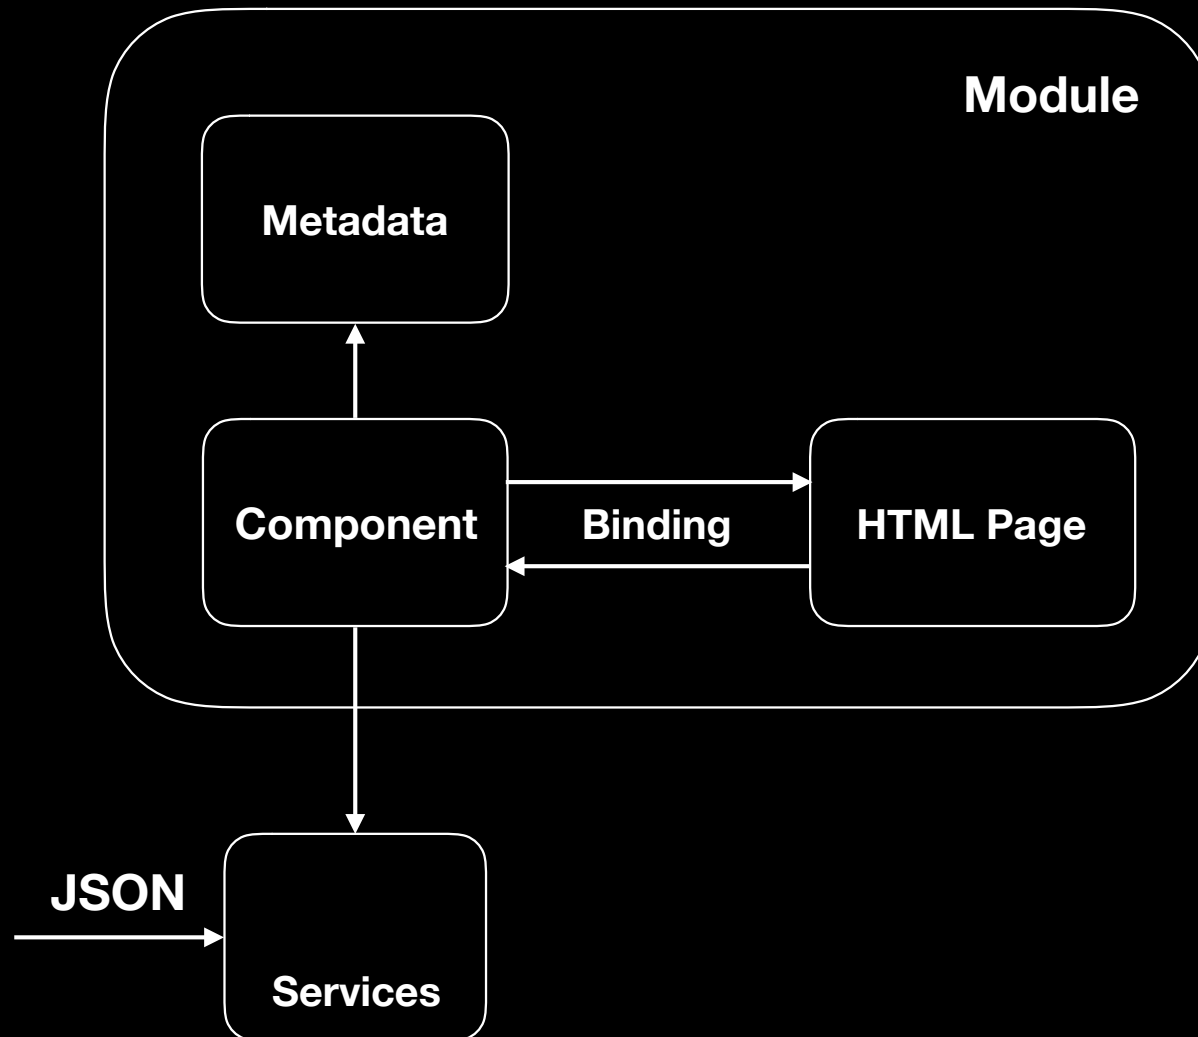 Module
Metadata
Component
Binding
HTML Page
JSON
Services